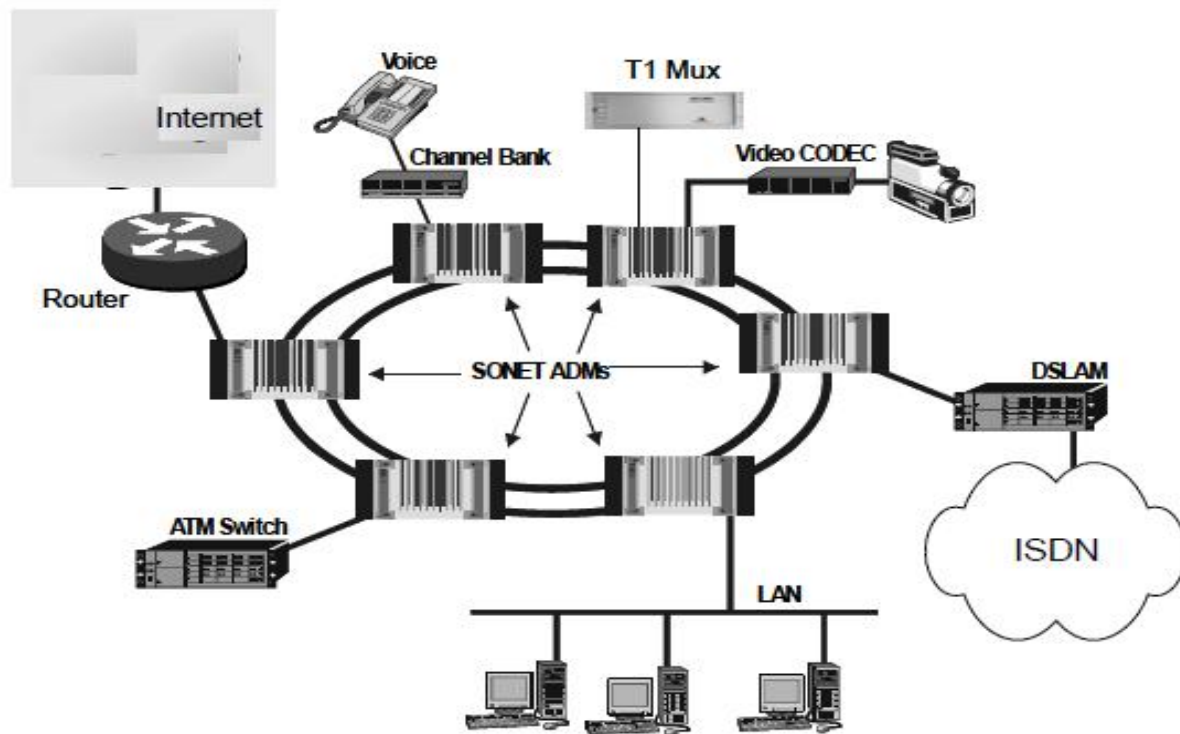 Internet
Voice
T1 Mux
Channel Bank
Video CODEC
Router
SONET ADMs
DSLAM
ATM Switch
ISDN
LAN